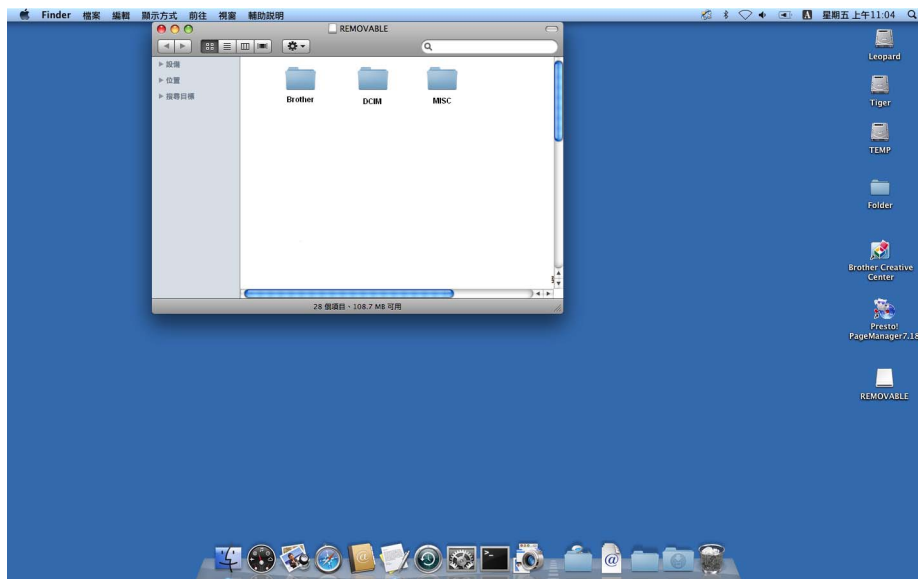 Finder 檔案 編輯 顯示方式 前往 視窗 輔助說明
星期五 上午11:04
REMOVABLE
設備
位置
搜尋目標
Brother
DCIM
MISC
28 個項目，108.7 MB 可用
Leopard
Tiger
TEMP
Folder
Brother Creative
Center
Presto!
PageManager7.18
REMOVABLE